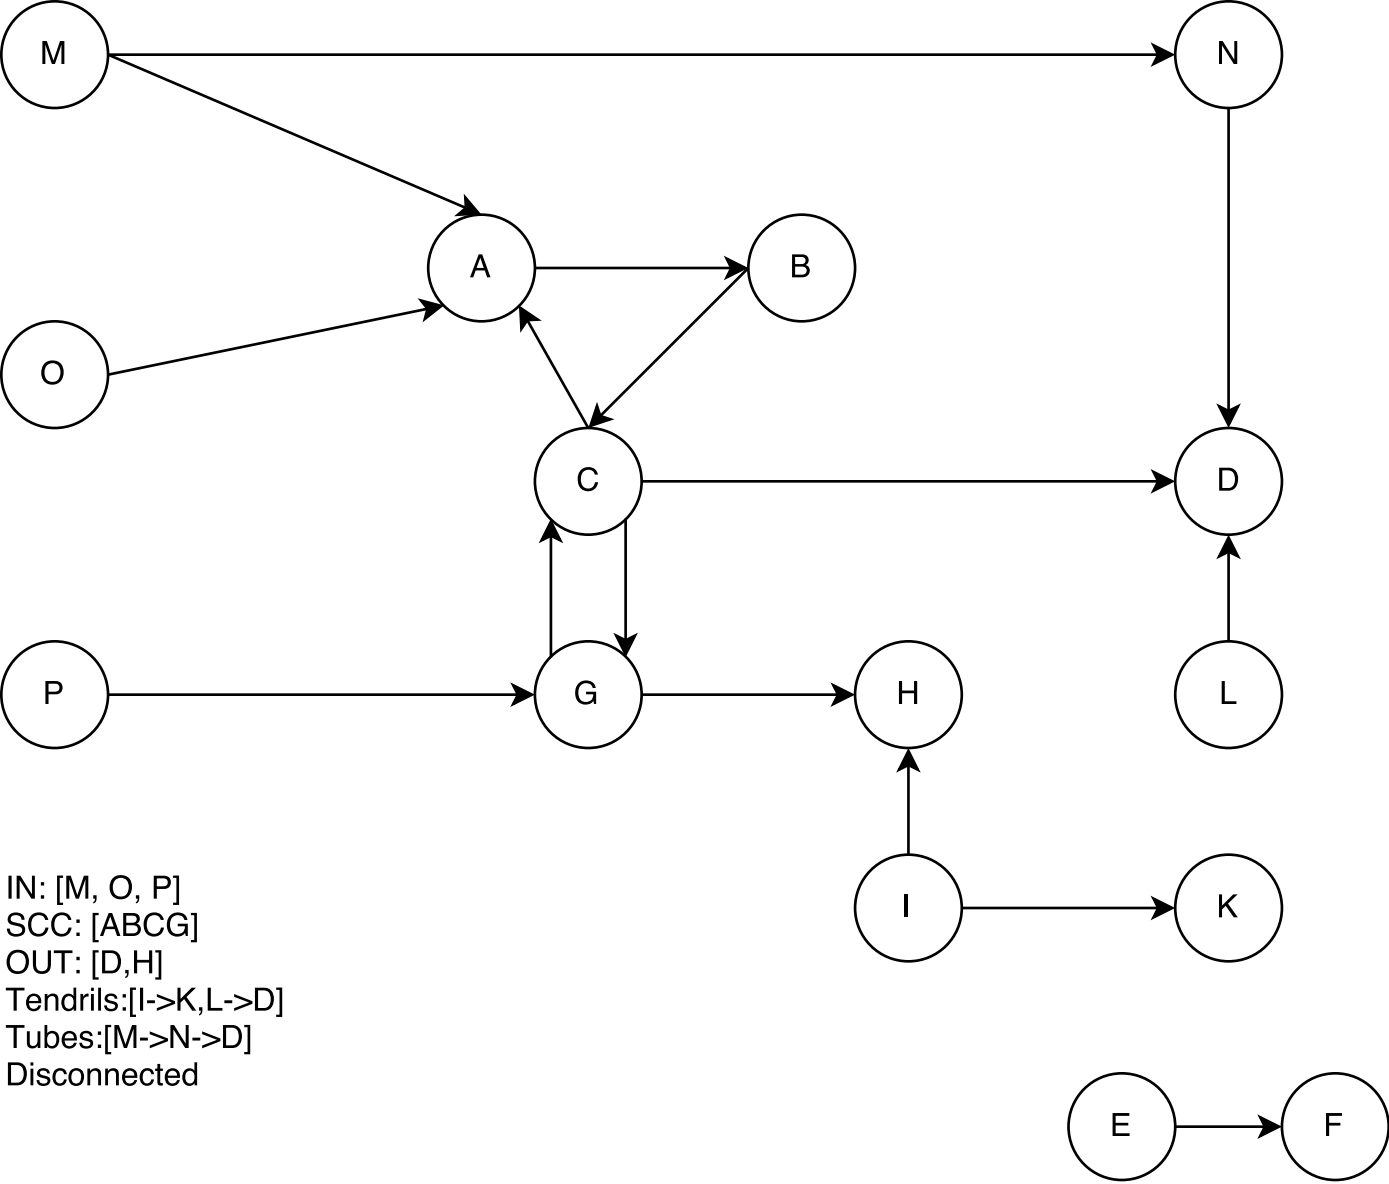 M
N
A
B
O
C
D
P
G
H
L
I
K
IN: [M, O, P]
SCC: [ABCG]
OUT: [D,H]
Tendrils:[I->K,L->D]
Tubes:[M->N->D]
Disconnected
E
F